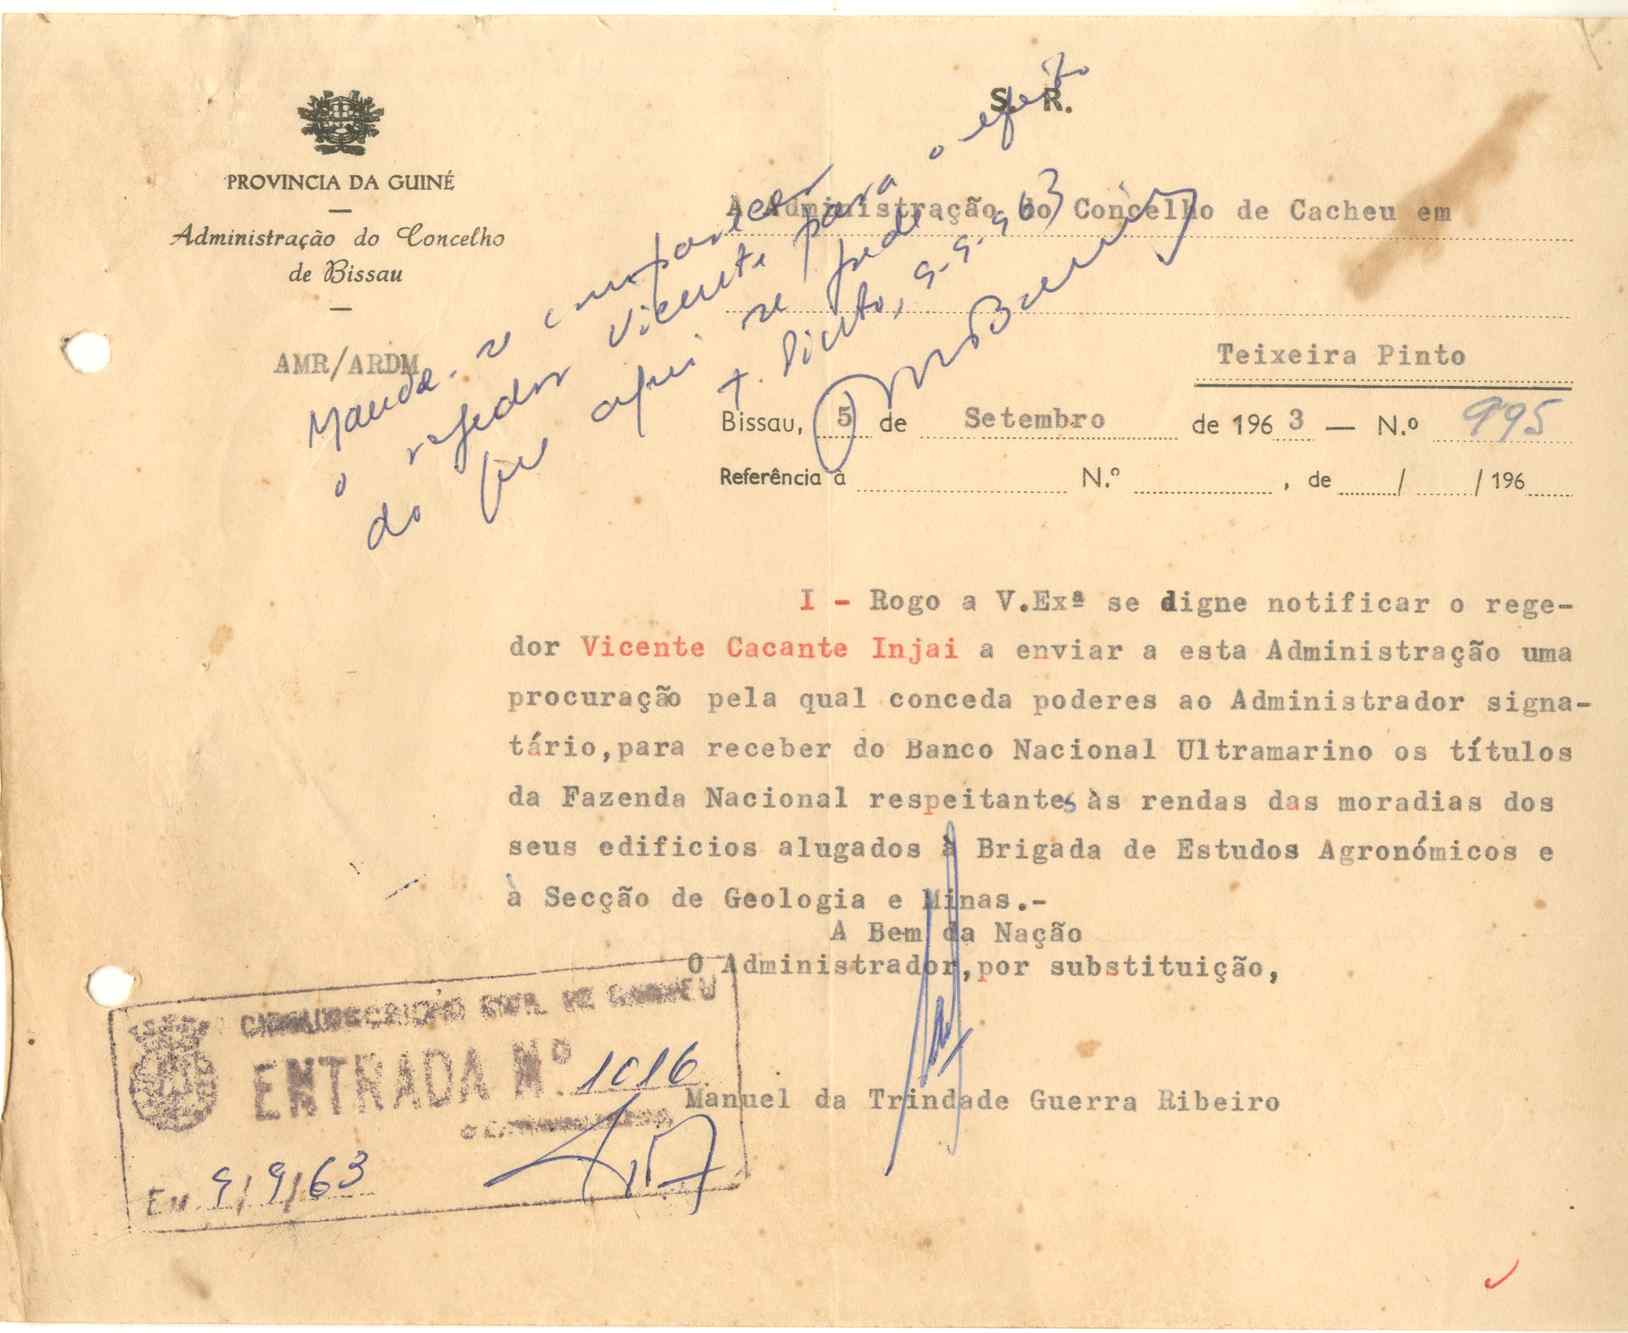 PROVINCIA DA GUINÉ
Administração do Concelho
de Bissau
AMR/ARDM
S. R.
À Administração do Concelho de Cacheu em
Teixeira Pinto
Bissau, 5 de Setembro de 1963 — N.º 995
Referência à N.º , de / / 196
Manda-se comparecer
o regedor Vicente para o efeito
do que aqui se pede.
T. Pinto, 9-9-963
I - Rogo a V.Exª se digne notificar o rege-
dor Vicente Cacante Injai a enviar a esta Administração uma
procuração pela qual conceda poderes ao Administrador signa-
tário,para receber do Banco Nacional Ultramarino os títulos
da Fazenda Nacional respeitantes às rendas das moradias dos
seus edificios alugados à Brigada de Estudos Agronómicos e
à Secção de Geologia e Minas.-
A Bem da Nação
O Administrador,por substituição,
Manuel da Trindade Guerra Ribeiro
CIRCUNSCRIÇÃO CIVIL DE CACHEU
ENTRADA N.º 1016
Em 9/9/63